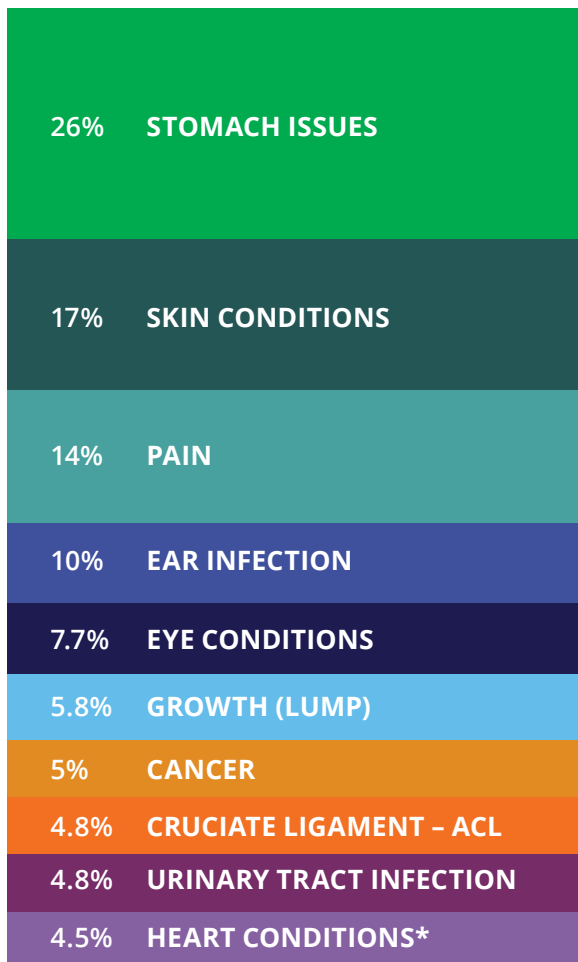 26% STOMACH ISSUES
17% SKIN CONDITIONS
14% PAIN
10% EAR INFECTION
7.7% EYE CONDITIONS
5.8% GROWTH (LUMP)
5% CANCER
4.8% CRUCIATE LIGAMENT – ACL
4.8% URINARY TRACT INFECTION
4.5% HEART CONDITIONS*